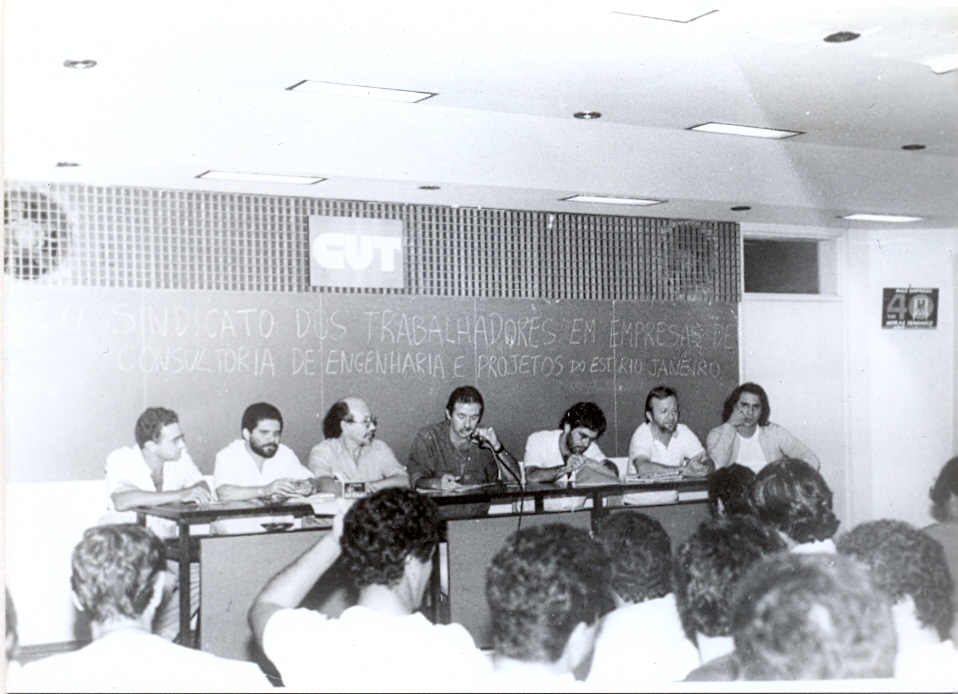 CUT
SINDICATO DOS TRABALHADORES EM EMPRESAS DE
CONSULTORIA DE ENGENHARIA E PROJETOS DO EST. RIO JANEIRO
40